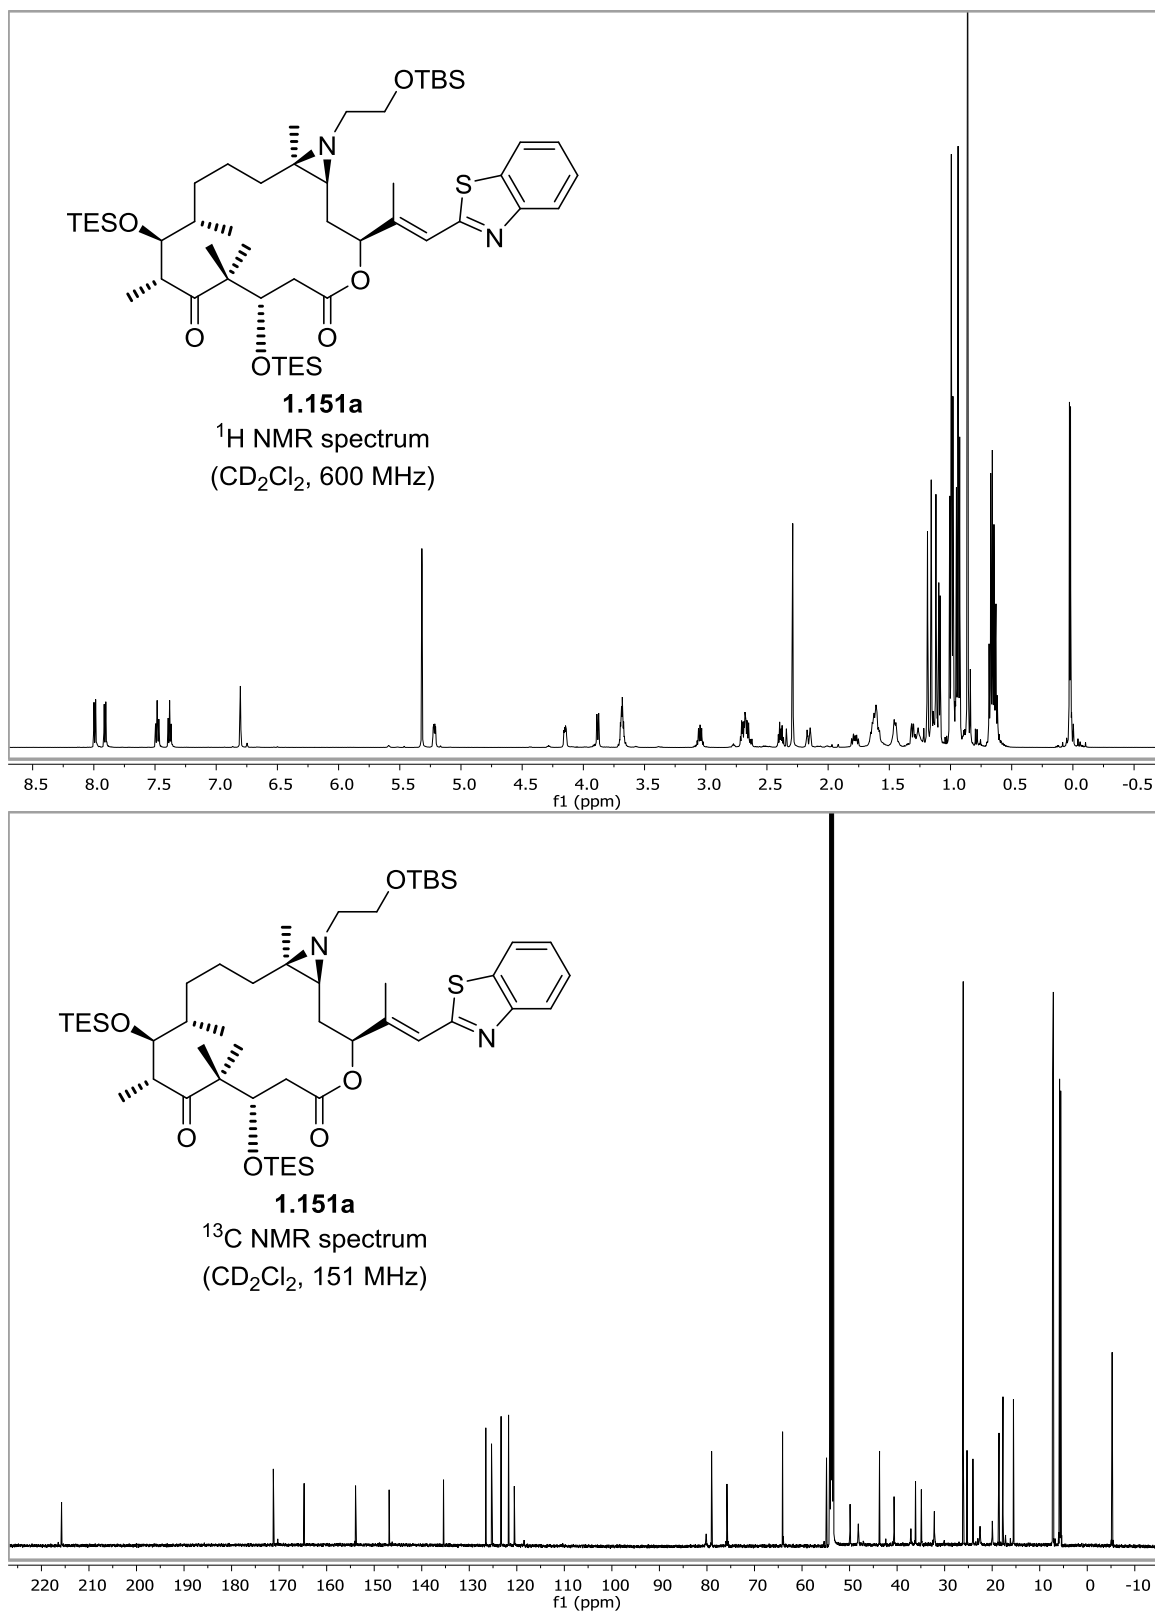 OTBS
N
S
TESO
N
O
O
O
OTES
1.151a
¹H NMR spectrum
(CD₂Cl₂, 600 MHz)
8.5 8.0 7.5 7.0 6.5 6.0 5.5 5.0 4.5 4.0 3.5 3.0 2.5 2.0 1.5 1.0 0.5 0.0 -0.5
f1 (ppm)
OTBS
N
S
TESO
N
O
O
O
OTES
1.151a
¹³C NMR spectrum
(CD₂Cl₂, 151 MHz)
220 210 200 190 180 170 160 150 140 130 120 110 100 90 80 70 60 50 40 30 20 10 0 -10
f1 (ppm)